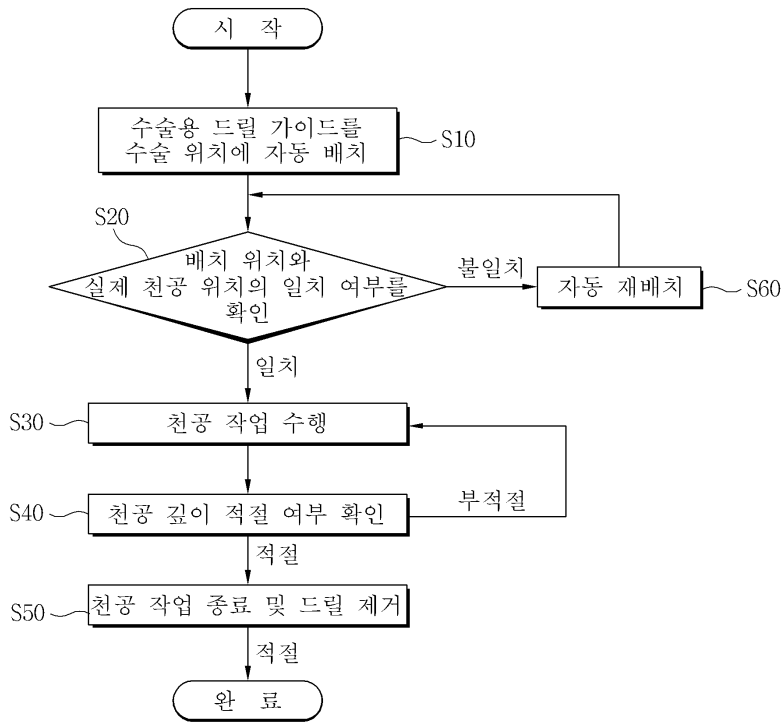 시 작
수술용 드릴 가이드를
수술 위치에 자동 배치
S10
S20
배치 위치와
실제 천공 위치의 일치 여부를
확인
불일치
자동 재배치
S60
일치
S30
천공 작업 수행
S40
천공 깊이 적절 여부 확인
부적절
적절
S50
천공 작업 종료 및 드릴 제거
적절
완 료